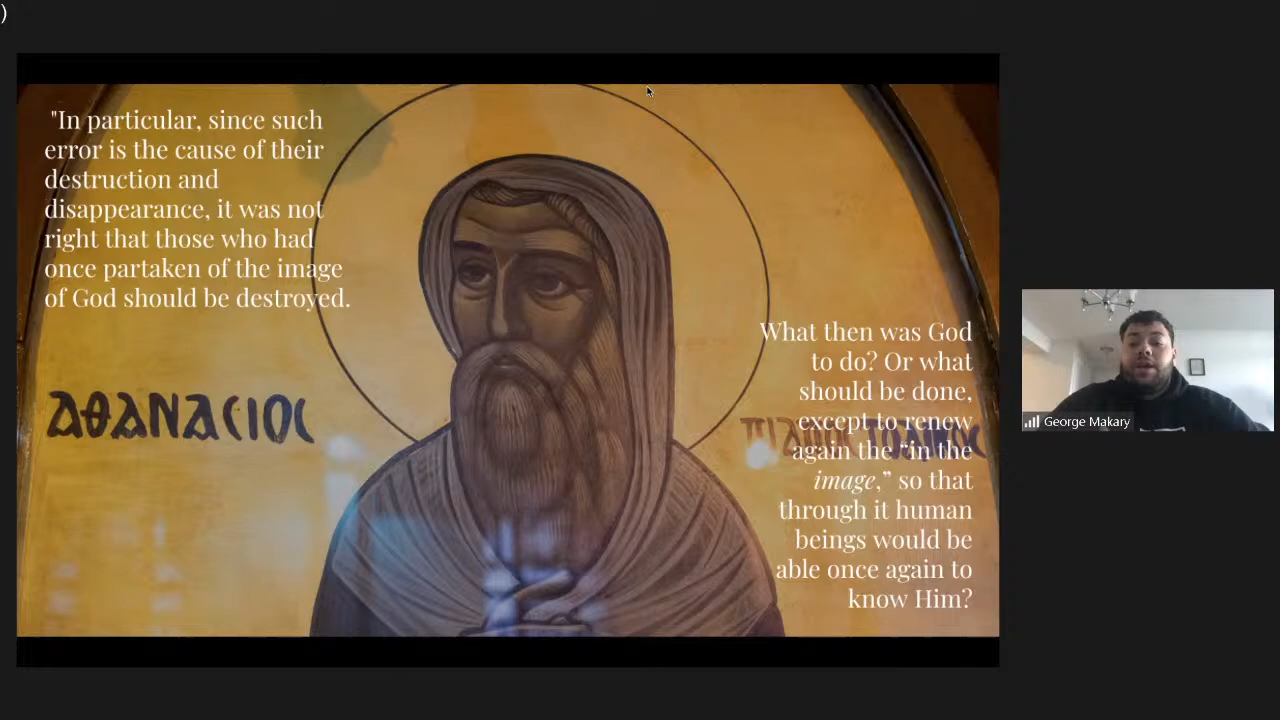 )
"In particular, since such
error is the cause of their
destruction and
disappearance, it was not
right that those who had
once partaken of the image
of God should be destroyed.
ⲁⲑⲁⲛⲁⲥⲓⲟⲥ
What then was God
to do? Or what
should be done,
except to renew
again the “in the
image,” so that
through it human
beings would be
able once again to
know Him?
George Makary